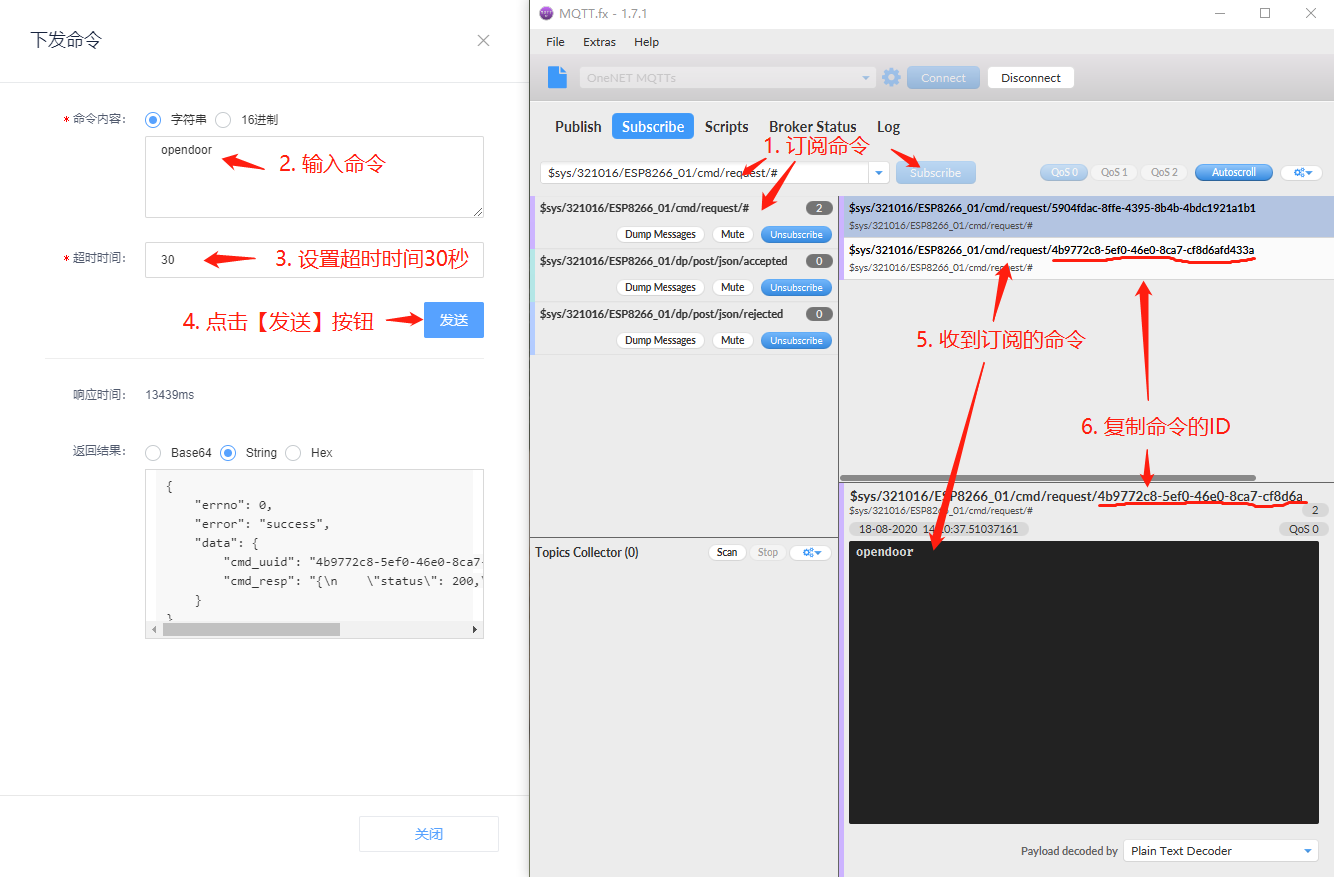 下发命令
* 命令内容: 字符串 16进制
opendoor
2. 输入命令
* 超时时间: 30
3. 设置超时时间30秒
4. 点击【发送】按钮
发送
响应时间: 13439ms
返回结果: Base64 String Hex
{
"errno": 0,
"error": "success",
"data": {
"cmd_uuid": "4b9772c8-5ef0-46e0-8ca7-
"cmd_resp": "{\n \"status\": 200,\
}
}
关闭
MQTT.fx - 1.7.1
File Extras Help
OneNET MQTTs Connect Disconnect
Publish Subscribe Scripts Broker Status Log
1. 订阅命令
$sys/321016/ESP8266_01/cmd/request/# Subscribe QoS 0 QoS 1 QoS 2 Autoscroll
$sys/321016/ESP8266_01/cmd/request/# 2
Dump Messages Mute Unsubscribe
$sys/321016/ESP8266_01/dp/post/json/accepted 0
Dump Messages Mute Unsubscribe
$sys/321016/ESP8266_01/dp/post/json/rejected 0
Dump Messages Mute Unsubscribe
$sys/321016/ESP8266_01/cmd/request/5904fdac-8ffe-4395-8b4b-4bdc1921a1b1
$sys/321016/ESP8266_01/cmd/request/#
$sys/321016/ESP8266_01/cmd/request/4b9772c8-5ef0-46e0-8ca7-cf8d6afd433a
$sys/321016/ESP8266_01/cmd/request/#
5. 收到订阅的命令
6. 复制命令的ID
Topics Collector (0) Scan Stop
$sys/321016/ESP8266_01/cmd/request/4b9772c8-5ef0-46e0-8ca7-cf8d6a
$sys/321016/ESP8266_01/cmd/request/# 2
18-08-2020 QoS 0
opendoor
Payload decoded by Plain Text Decoder